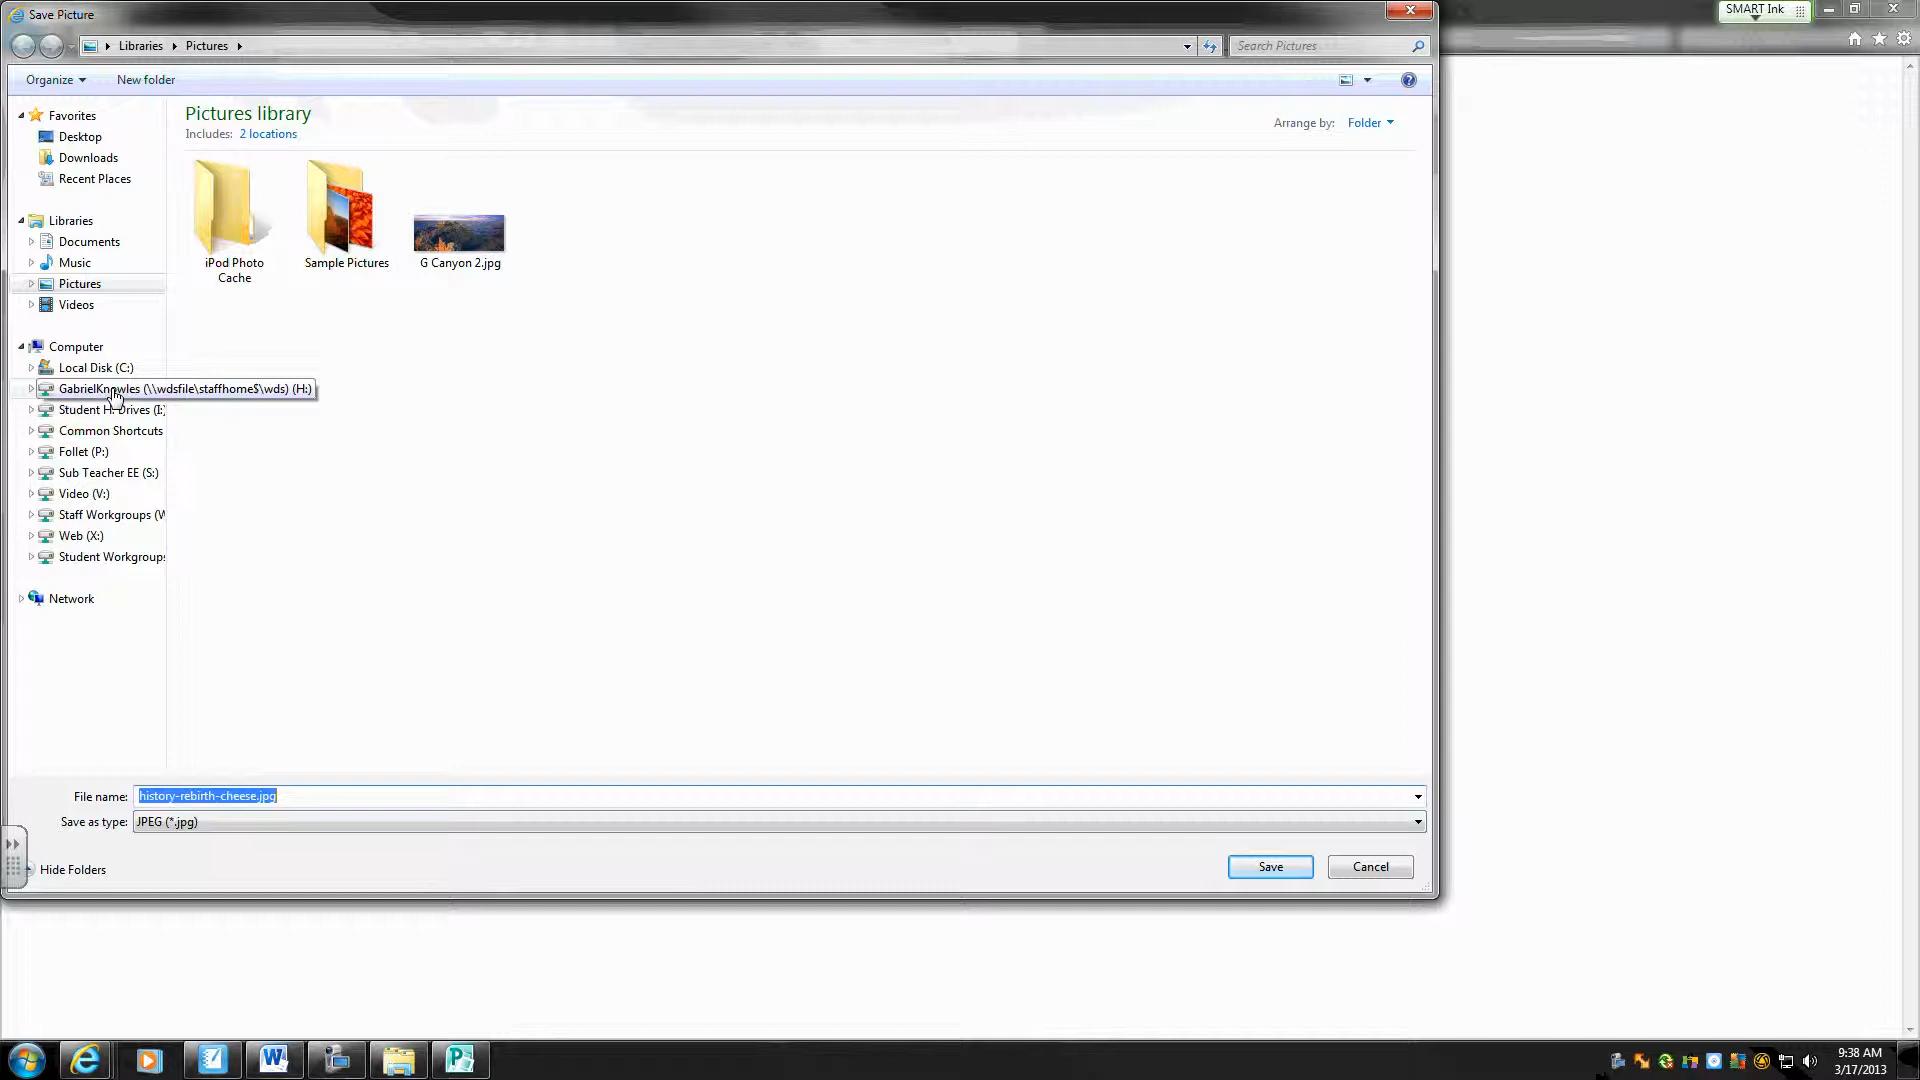 Save Picture
SMART Ink
Libraries
Pictures
Search Pictures
Organize
New folder
Favorites
Desktop
Downloads
Recent Places
Libraries
Documents
Music
Pictures
Videos
Computer
Local Disk (C:)
GabrielKnowles (\\wdsfile\staffhome$\wds) (H:)
Student H: Drives (I:)
Common Shortcuts
Follet (P:)
Sub Teacher EE (S:)
Video (V:)
Staff Workgroups (W
Web (X:)
Student Workgroups
Network
Pictures library
Includes: 2 locations
Arrange by: Folder
iPod Photo
Cache
Sample Pictures
G Canyon 2.jpg
File name: history-rebirth-cheese.jpg
Save as type: JPEG (*.jpg)
Hide Folders
Save
Cancel
9:38 AM
3/17/2013